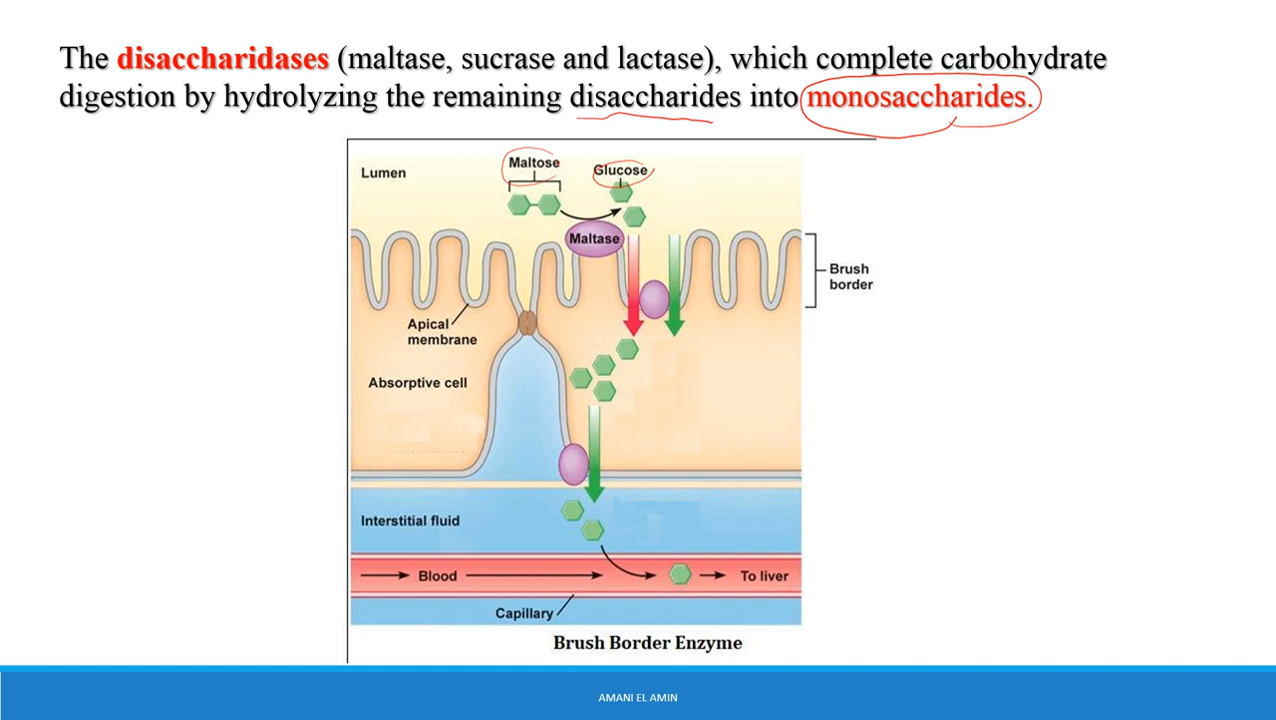 The disaccharidases (maltase, sucrase and lactase), which complete carbohydrate
digestion by hydrolyzing the remaining disaccharides into monosaccharides.
Lumen
Maltose
Glucose
Maltase
Brush
border
Apical
membrane
Absorptive cell
Interstitial fluid
Blood
To liver
Capillary
Brush Border Enzyme
AMANI EL AMIN